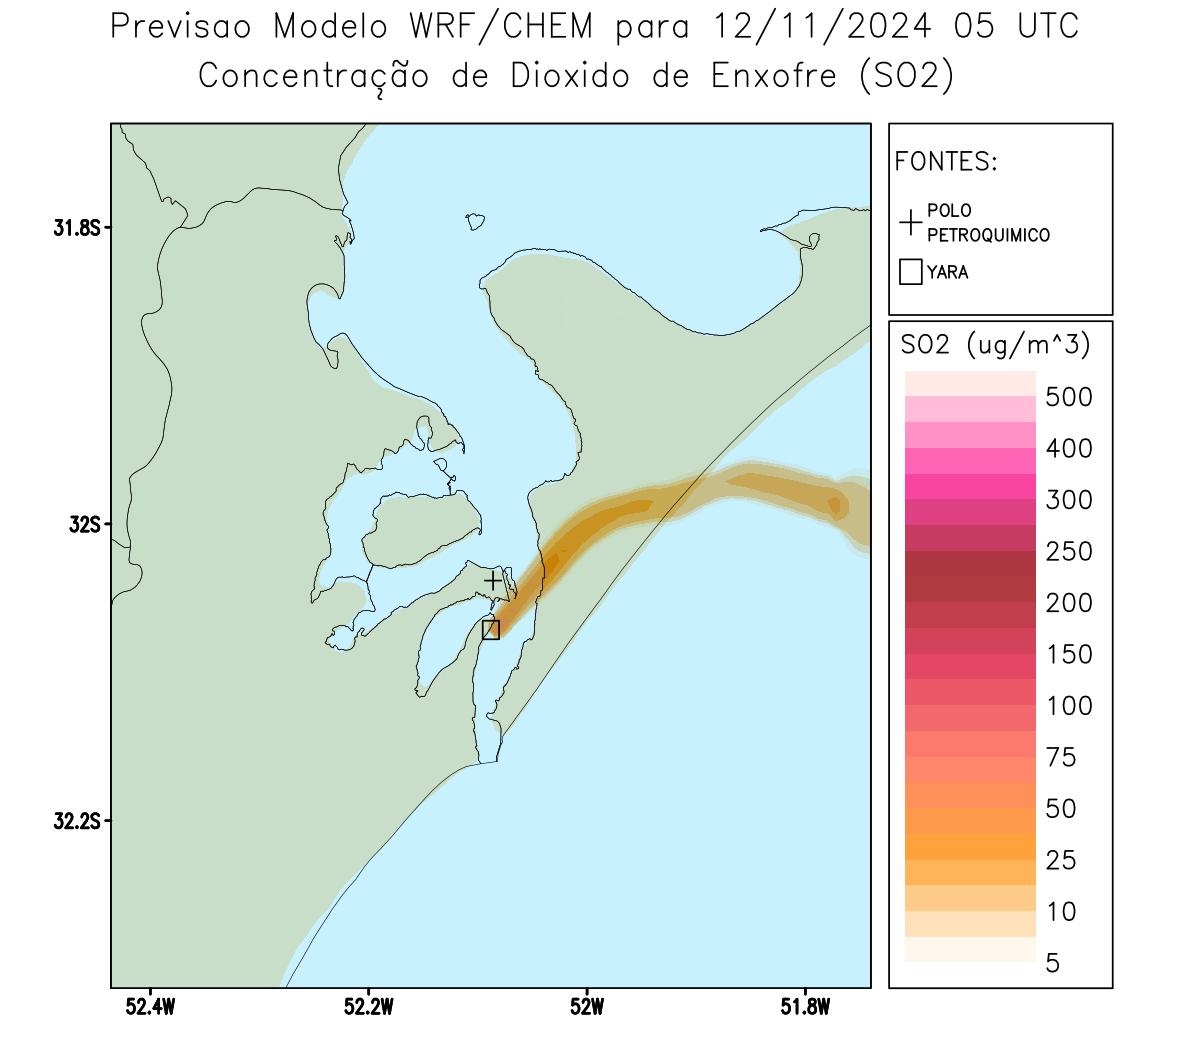 Previsao Modelo WRF/CHEM para 12/11/2024 05 UTC
Concentração de Dioxido de Enxofre (SO2)
FONTES:
POLO
PETROQUIMICO
YARA
SO2 (ug/m^3)
500
400
300
250
200
150
100
75
50
25
10
5
31.8S
32S
32.2S
52.4W
52.2W
52W
51.8W